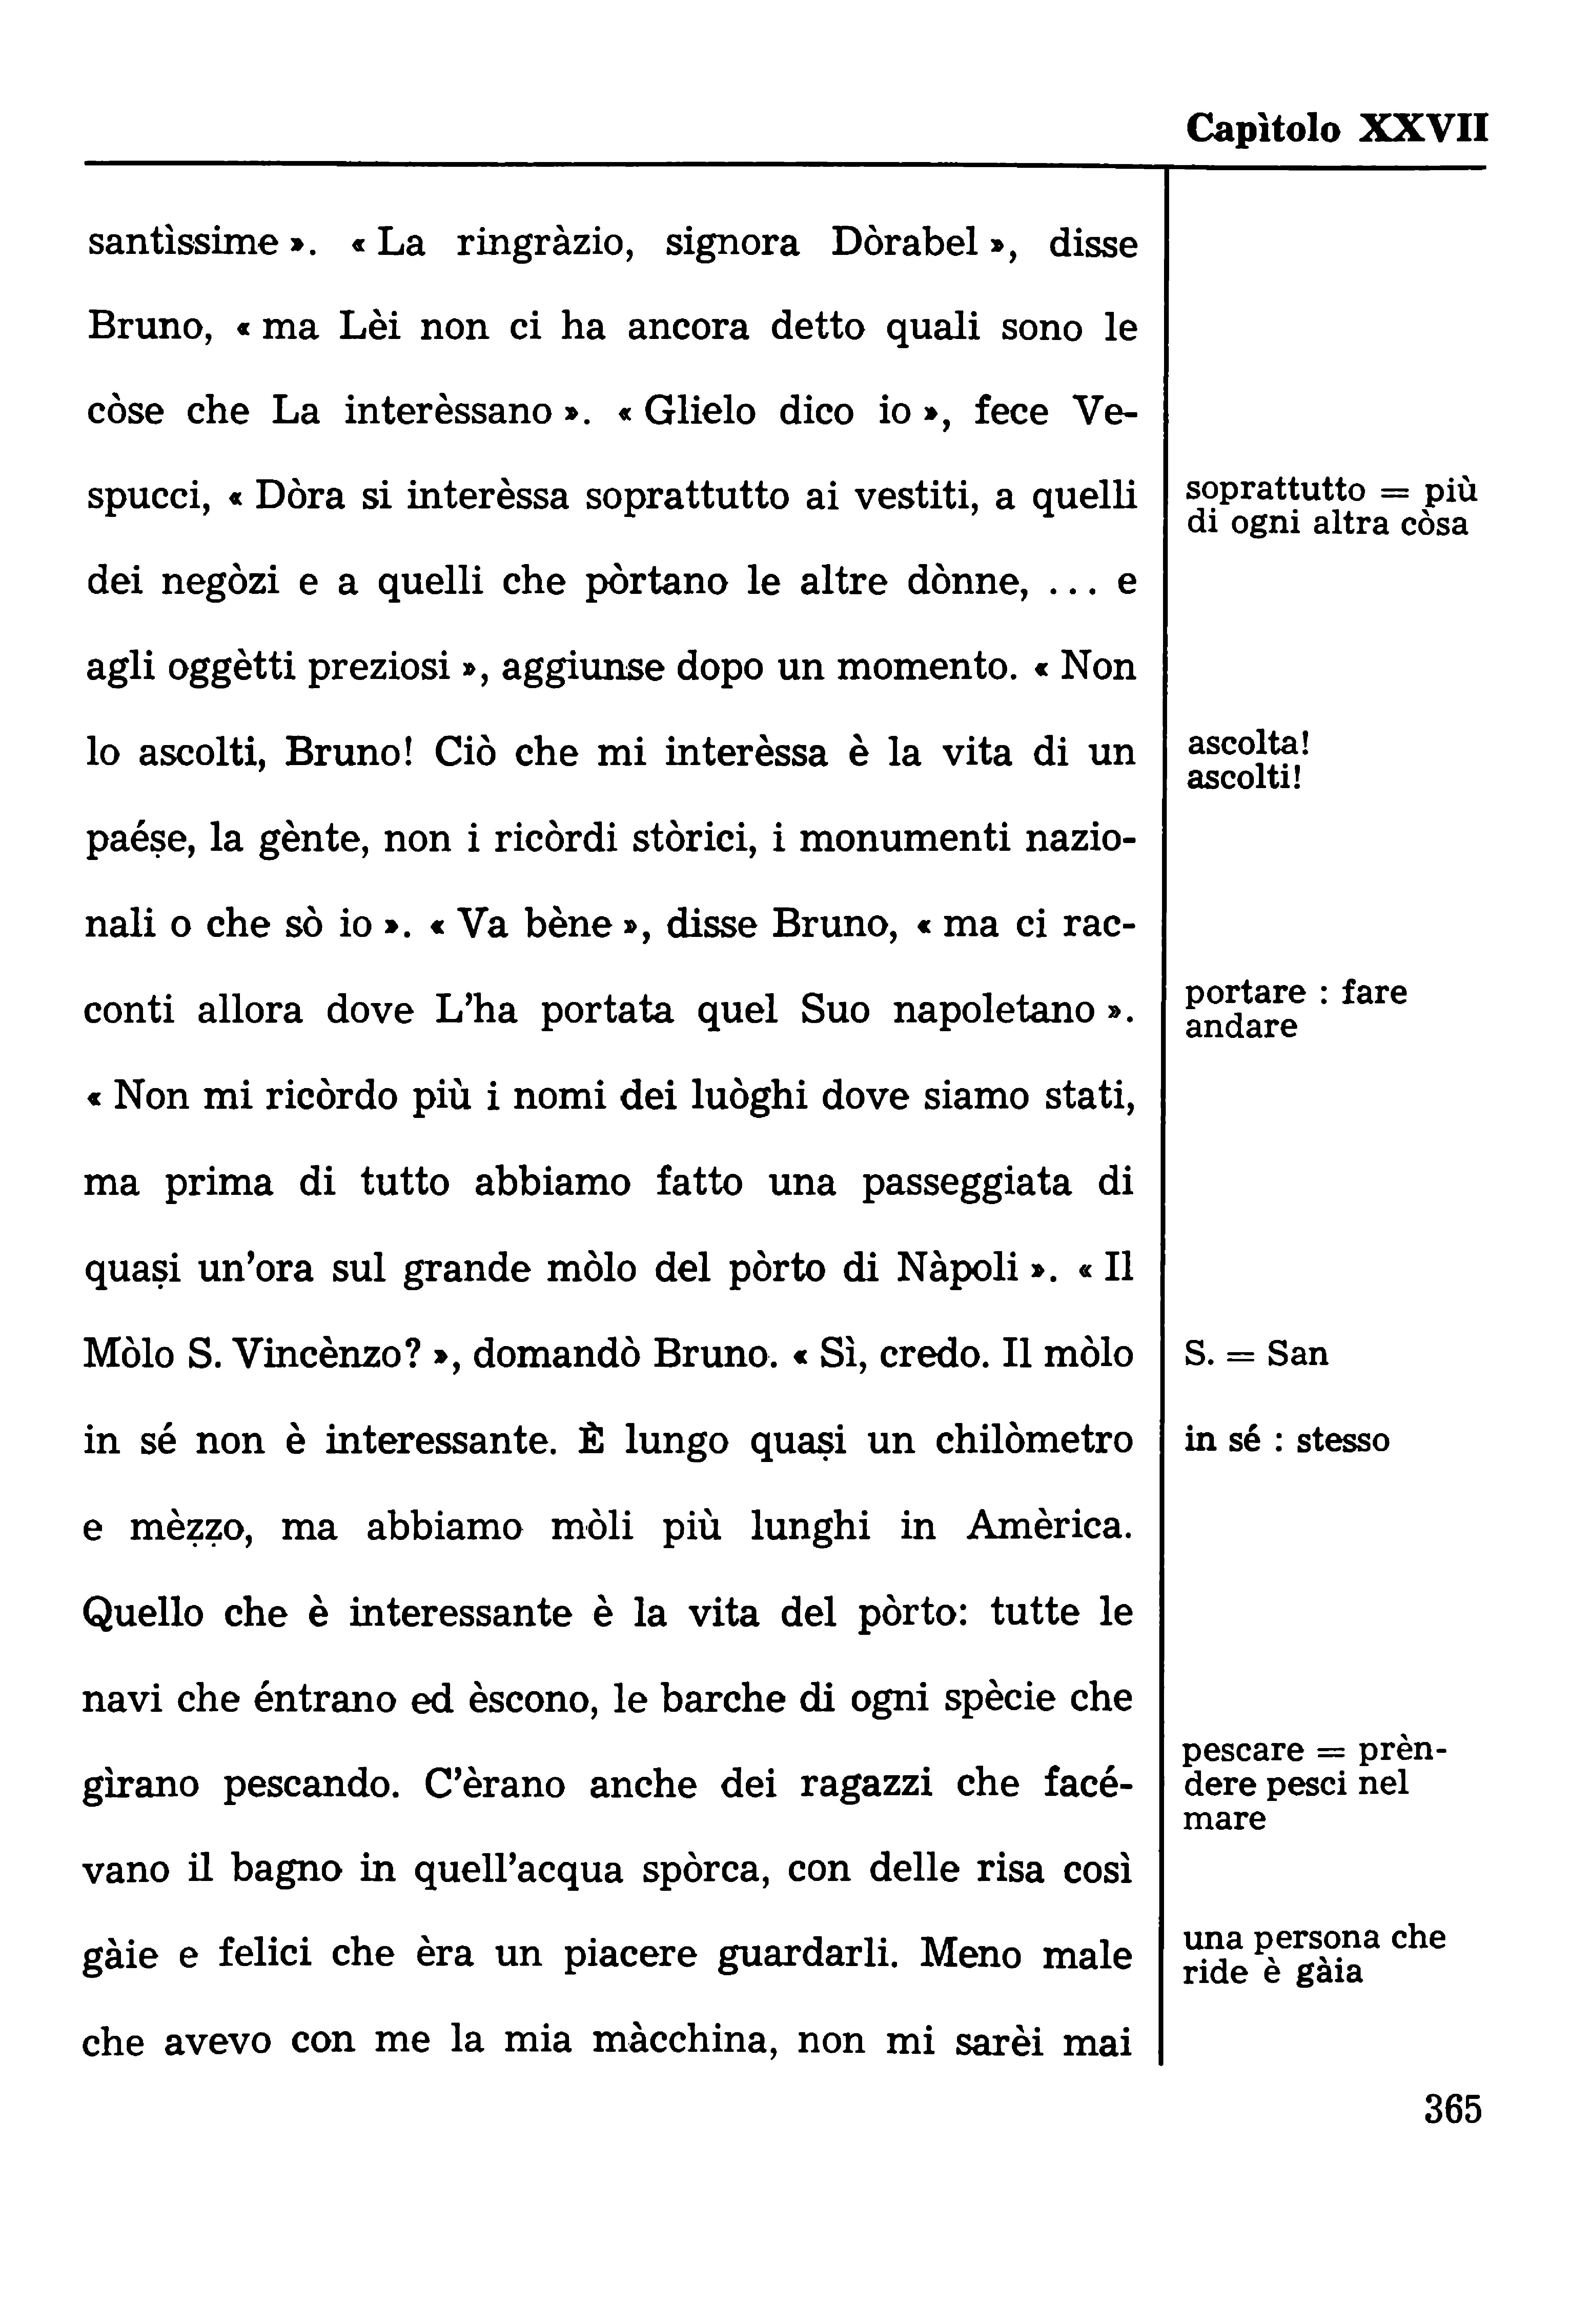 Capìtolo XXVII
santìssime ». « La ringràzio, signora Dòrabel », disse
Bruno, « ma Lèi non ci ha ancora detto quali sono le
còse che La interèssano ». « Glielo dico io », fece Ve-
spucci, « Dòra si interèssa soprattutto ai vestiti, a quelli
dei negòzi e a quelli che pòrtano le altre dònne, ... e
agli oggètti preziosi », aggiunse dopo un momento. « Non
lo ascolti, Bruno! Ciò che mi interèssa è la vita di un
paéṣe, la gènte, non i ricòrdi stòrici, i monumenti nazio-
nali o che sò io ». « Va bène », disse Bruno, « ma ci rac-
conti allora dove L'ha portata quel Suo napoletano ».
« Non mi ricòrdo più i nomi dei luòghi dove siamo stati,
ma prima di tutto abbiamo fatto una passeggiata di
quaṣi un'ora sul grande mòlo del pòrto di Nàpoli ». « Il
Mòlo S. Vincènzo? », domandò Bruno. « Sì, credo. Il mòlo
in sé non è interessante. È lungo quaṣi un chilòmetro
e mèẓẓo, ma abbiamo mòli più lunghi in Amèrica.
Quello che è interessante è la vita del pòrto: tutte le
navi che éntrano ed èscono, le barche di ogni spècie che
gìrano pescando. C'èrano anche dei ragazzi che facé-
vano il bagno in quell'acqua spòrca, con delle risa così
gàie e felici che èra un piacere guardarli. Meno male
che avevo con me la mia màcchina, non mi sarèi mai
soprattutto = più
di ogni altra còsa
ascolta!
ascolti!
portare : fare
andare
S. = San
in sé : stesso
pescare = prèn-
dere pesci nel
mare
una persona che
ride è gàia
365